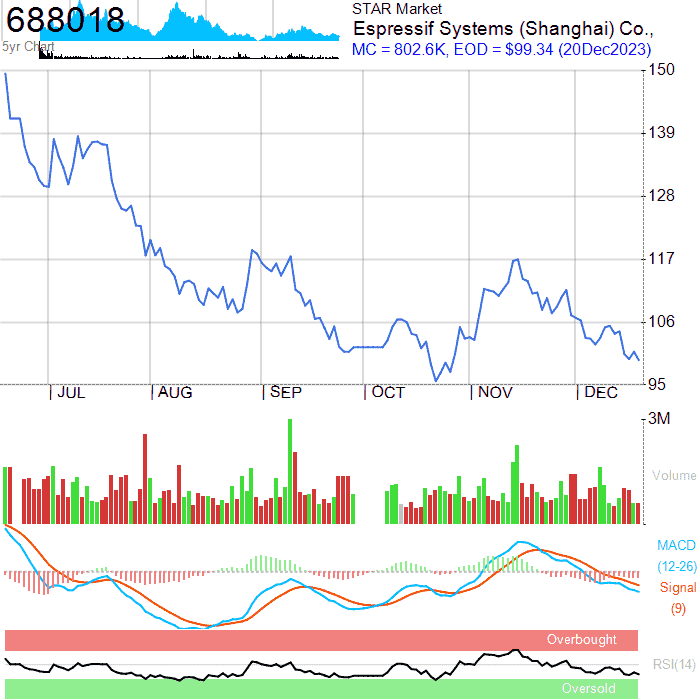 688018
5yr Chart
STAR Market
Espressif Systems (Shanghai) Co.,
MC = 802.6K, EOD = $99.34 (20Dec2023)
150
139
128
117
106
95
JUL AUG SEP OCT NOV DEC
3M
Volume
MACD
(12-26)
Signal
(9)
Overbought
RSI(14)
Oversold